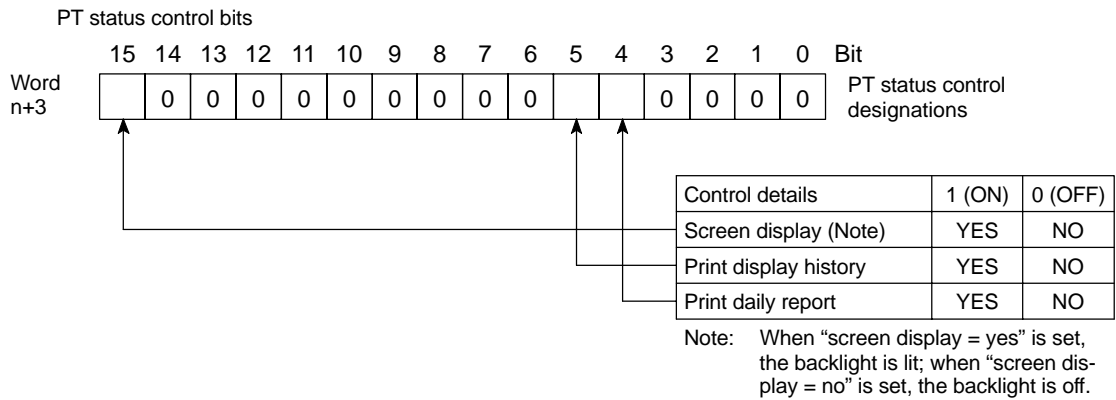 PT status control bits
15 14 13 12 11 10 9 8 7 6 5 4 3 2 1 0 Bit
Word
n+3
0 0 0 0 0 0 0 0 0 0 0 0 0
PT status control
designations
Control details 1 (ON) 0 (OFF)
Screen display (Note) YES NO
Print display history YES NO
Print daily report YES NO
Note: When “screen display = yes” is set,
the backlight is lit; when “screen dis-
play = no” is set, the backlight is off.